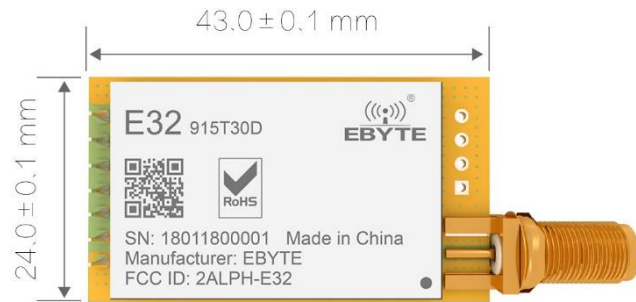 43.0±0.1 mm
24.0±0.1 mm
E32 915T30D
((•)) ®
EBYTE
RoHS
SN: 18011800001 Made in China
Manufacturer: EBYTE
FCC ID: 2ALPH-E32